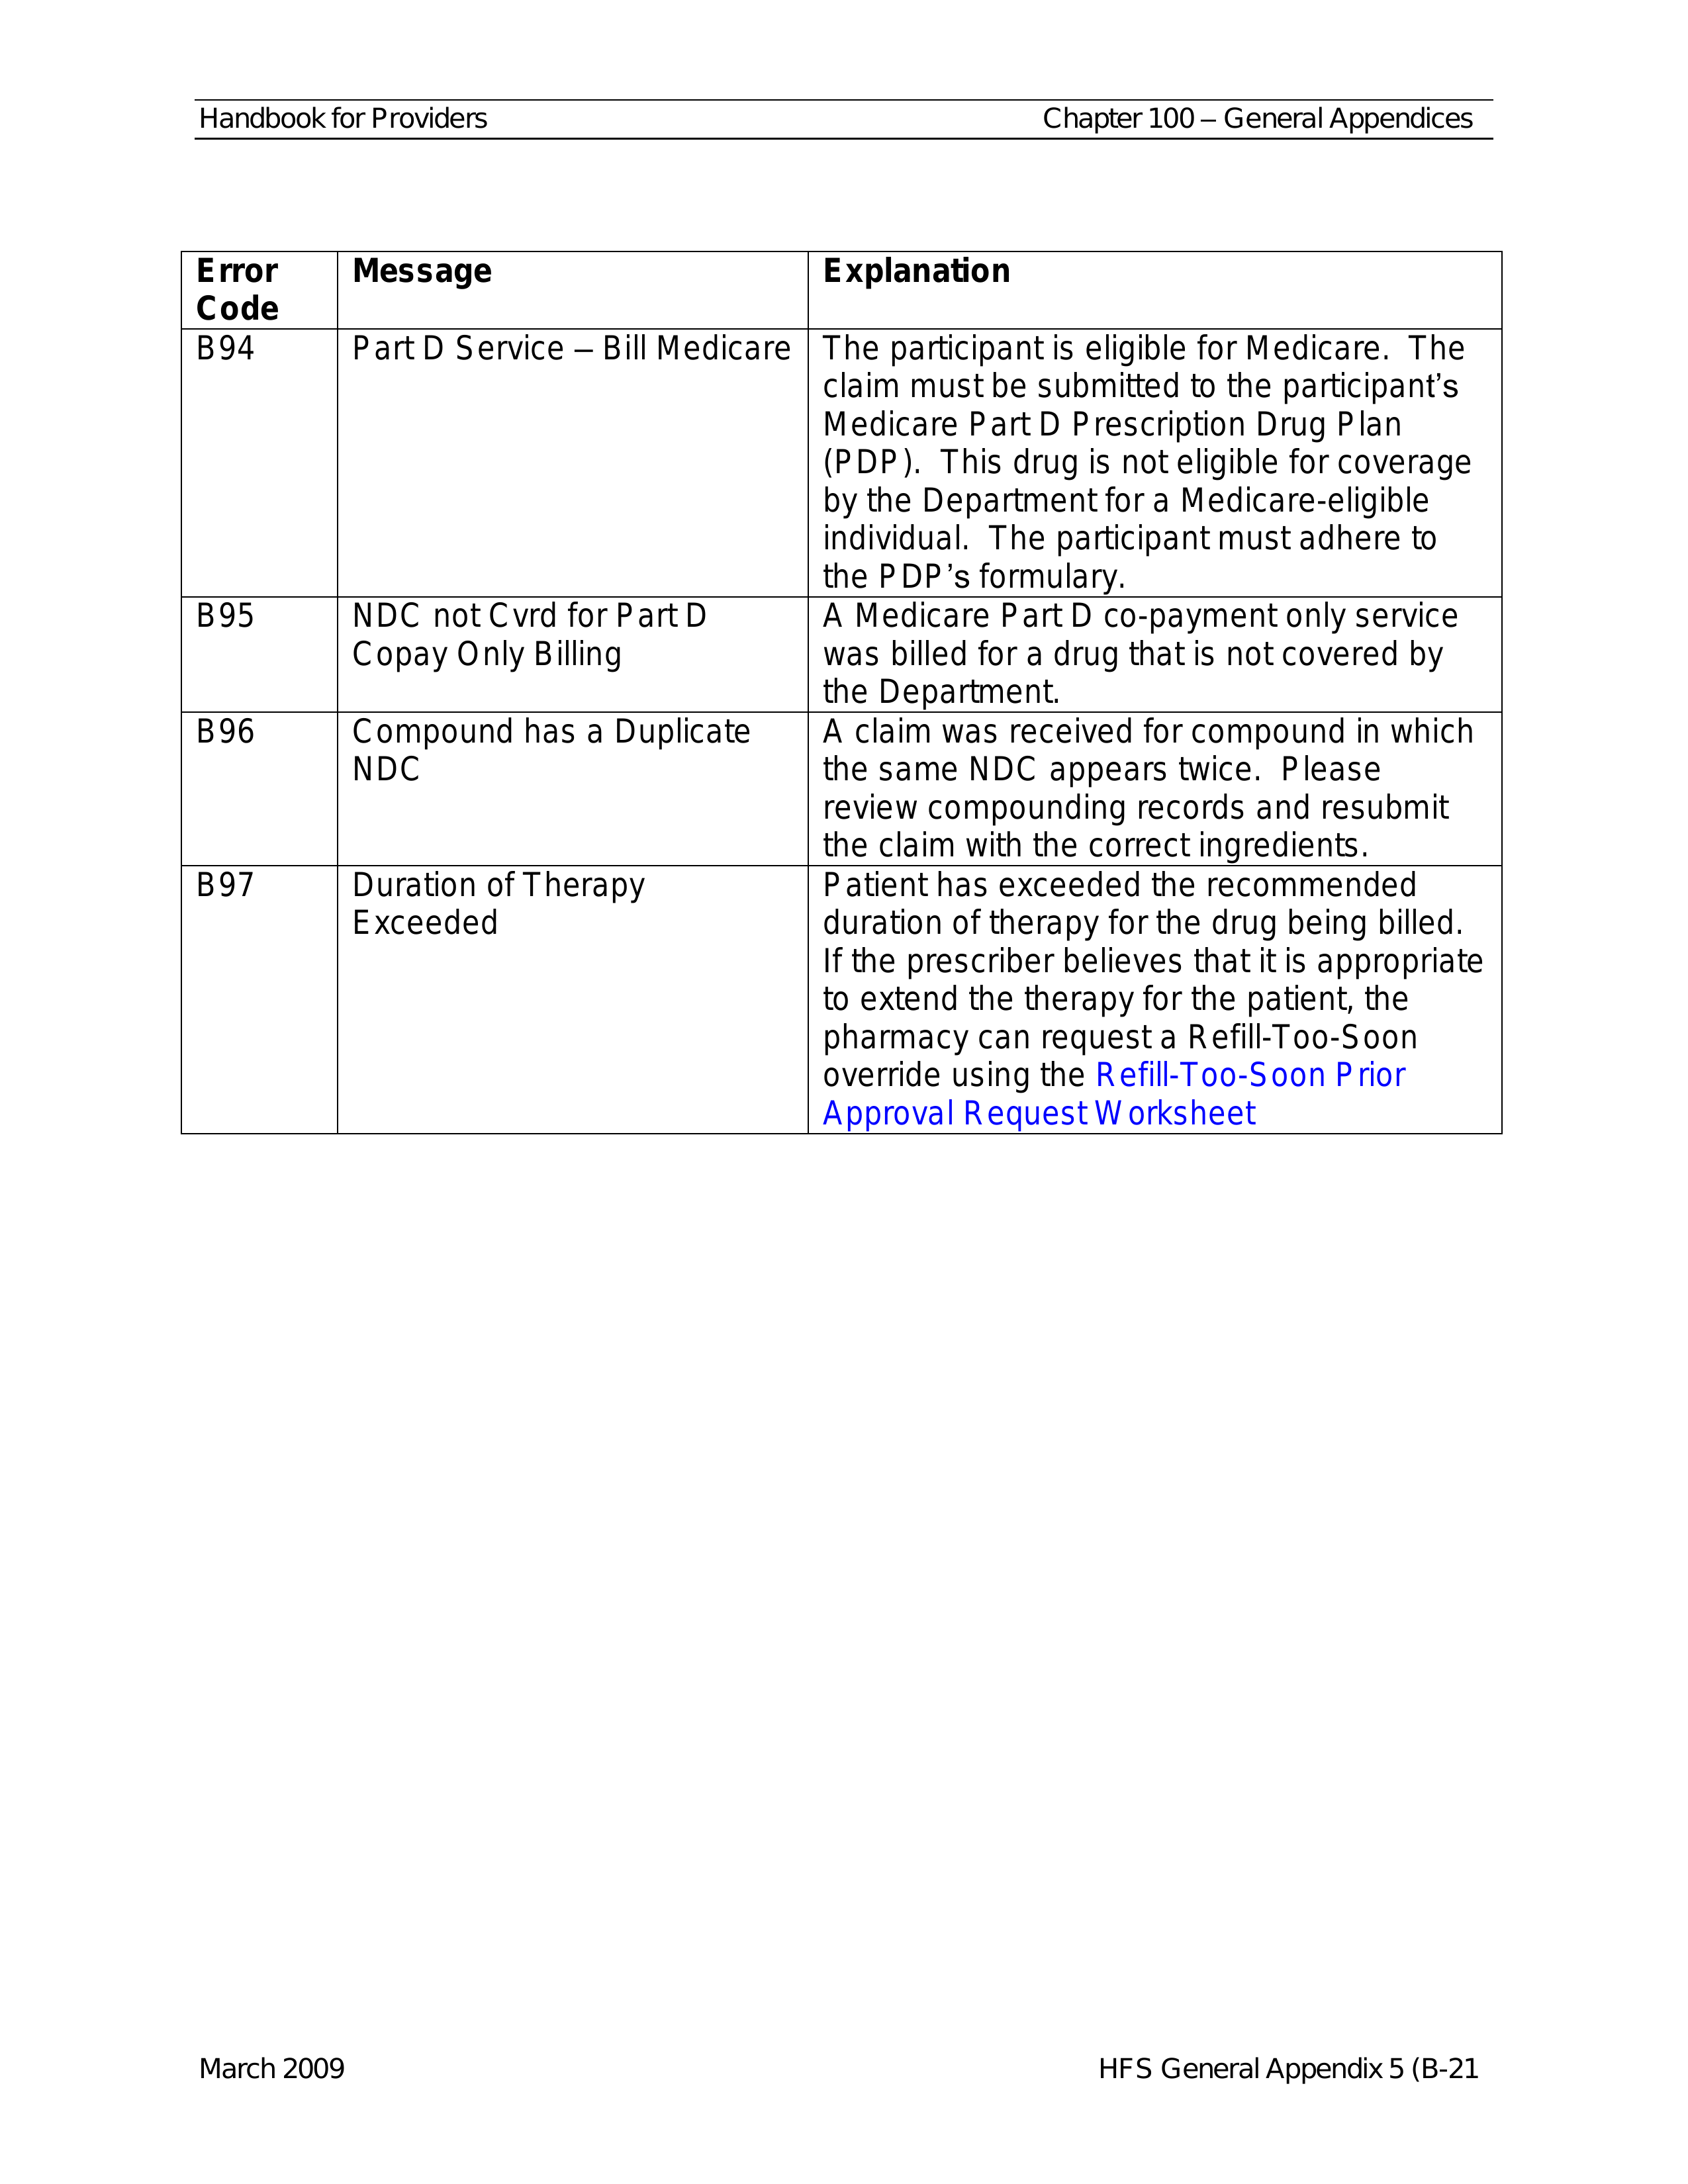 Handbook for Providers Chapter 100 – General Appendices
Error Code Message Explanation
B94 Part D Service – Bill Medicare The participant is eligible for Medicare. The
claim must be submitted to the participant’s
Medicare Part D Prescription Drug Plan
(PDP). This drug is not eligible for coverage
by the Department for a Medicare-eligible
individual. The participant must adhere to
the PDP’s formulary.
B95 NDC not Cvrd for Part D A Medicare Part D co-payment only service
Copay Only Billing was billed for a drug that is not covered by
the Department.
B96 Compound has a Duplicate A claim was received for compound in which
NDC the same NDC appears twice. Please
review compounding records and resubmit
the claim with the correct ingredients.
B97 Duration of Therapy Patient has exceeded the recommended
Exceeded duration of therapy for the drug being billed.
If the prescriber believes that it is appropriate
to extend the therapy for the patient, the
pharmacy can request a Refill-Too-Soon
override using the Refill-Too-Soon Prior
Approval Request Worksheet
March 2009 HFS General Appendix 5 (B-21